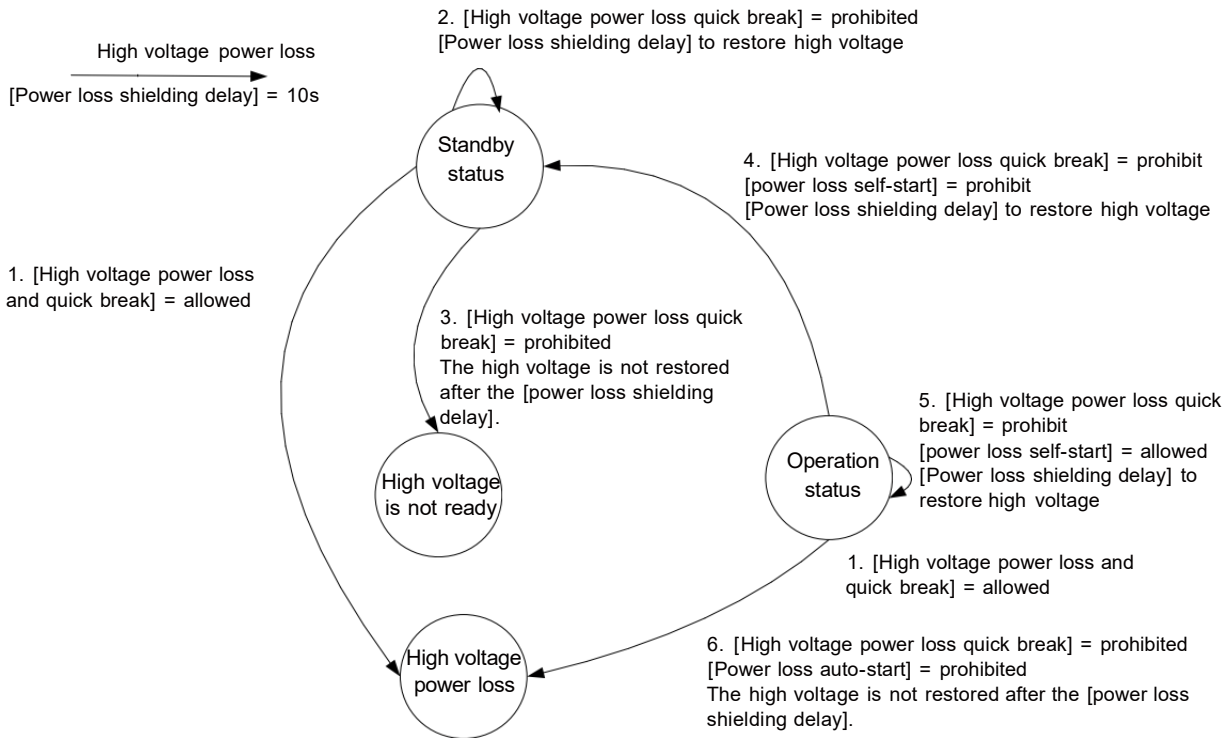 2. [High voltage power loss quick break] = prohibited
[Power loss shielding delay] to restore high voltage
High voltage power loss
[Power loss shielding delay] = 10s
Standby
status
4. [High voltage power loss quick break] = prohibit
[power loss self-start] = prohibit
[Power loss shielding delay] to restore high voltage
1. [High voltage power loss
and quick break] = allowed
3. [High voltage power loss quick
break] = prohibited
The high voltage is not restored
after the [power loss shielding
delay].
5. [High voltage power loss quick
break] = prohibit
[power loss self-start] = allowed
[Power loss shielding delay] to
restore high voltage
Operation
status
High voltage
is not ready
1. [High voltage power loss and
quick break] = allowed
High voltage
power loss
6. [High voltage power loss quick break] = prohibited
[Power loss auto-start] = prohibited
The high voltage is not restored after the [power loss
shielding delay].